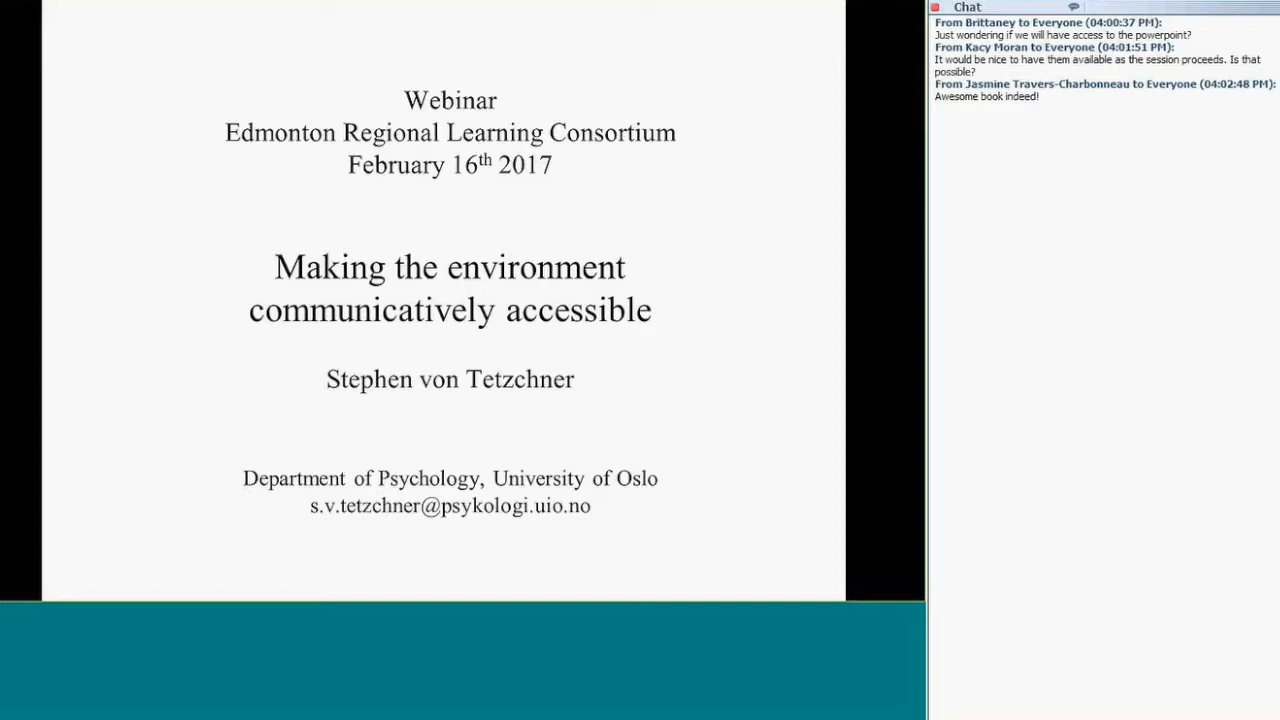 Webinar
Edmonton Regional Learning Consortium
February 16th 2017
Making the environment
communicatively accessible
Stephen von Tetzchner
Department of Psychology, University of Oslo
s.v.tetzchner@psykologi.uio.no
Chat
From Brittaney to Everyone (04:00:37 PM):
Just wondering if we will have access to the powerpoint?
From Kacy Moran to Everyone (04:01:51 PM):
It would be nice to have them available as the session proceeds. Is that
possible?
From Jasmine Travers-Charbonneau to Everyone (04:02:48 PM):
Awesome book indeed!